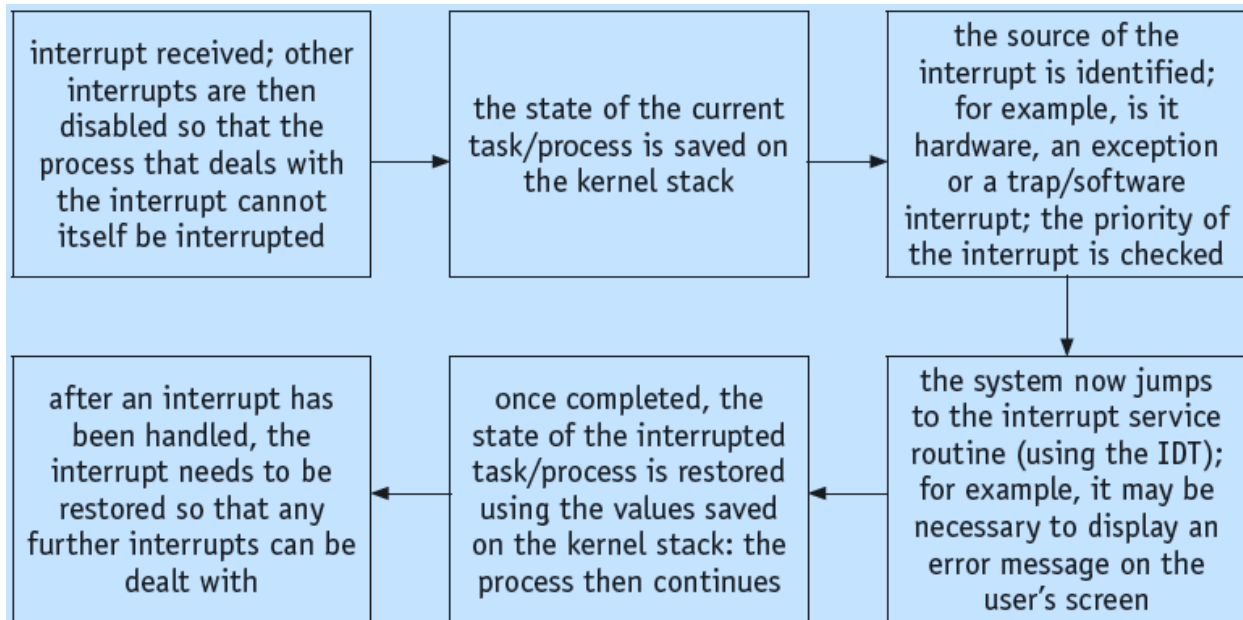 interrupt received; other
interrupts are then
disabled so that the
process that deals with
the interrupt cannot
itself be interrupted
the state of the current
task/process is saved on
the kernel stack
the source of the
interrupt is identified;
for example, is it
hardware, an exception
or a trap/software
interrupt; the priority of
the interrupt is checked
the system now jumps
to the interrupt service
routine (using the IDT);
for example, it may be
necessary to display an
error message on the
user's screen
once completed, the
state of the interrupted
task/process is restored
using the values saved
on the kernel stack: the
process then continues
after an interrupt has
been handled, the
interrupt needs to be
restored so that any
further interrupts can be
dealt with